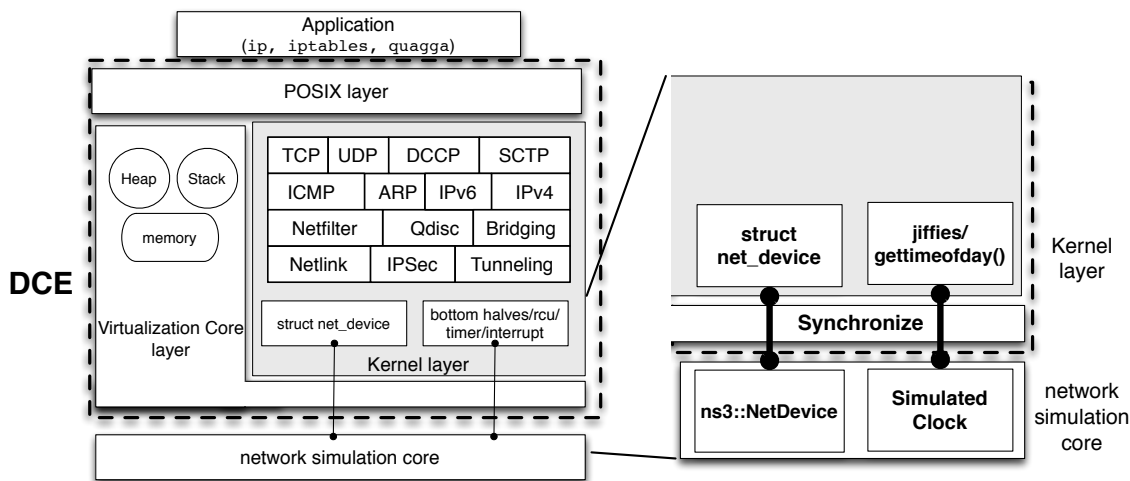 Application
(ip, iptables, quagga)
POSIX layer
TCP UDP DCCP SCTP
ICMP ARP IPv6 IPv4
Netfilter Qdisc Bridging
Netlink IPSec Tunneling
Heap Stack
memory
DCE
Virtualization Core
layer
struct net_device
bottom halves/rcu/
timer/interrupt
Kernel layer
network simulation core
struct
net_device
jiffies/
gettimeofday()
Kernel
layer
Synchronize
ns3::NetDevice
Simulated
Clock
network
simulation
core